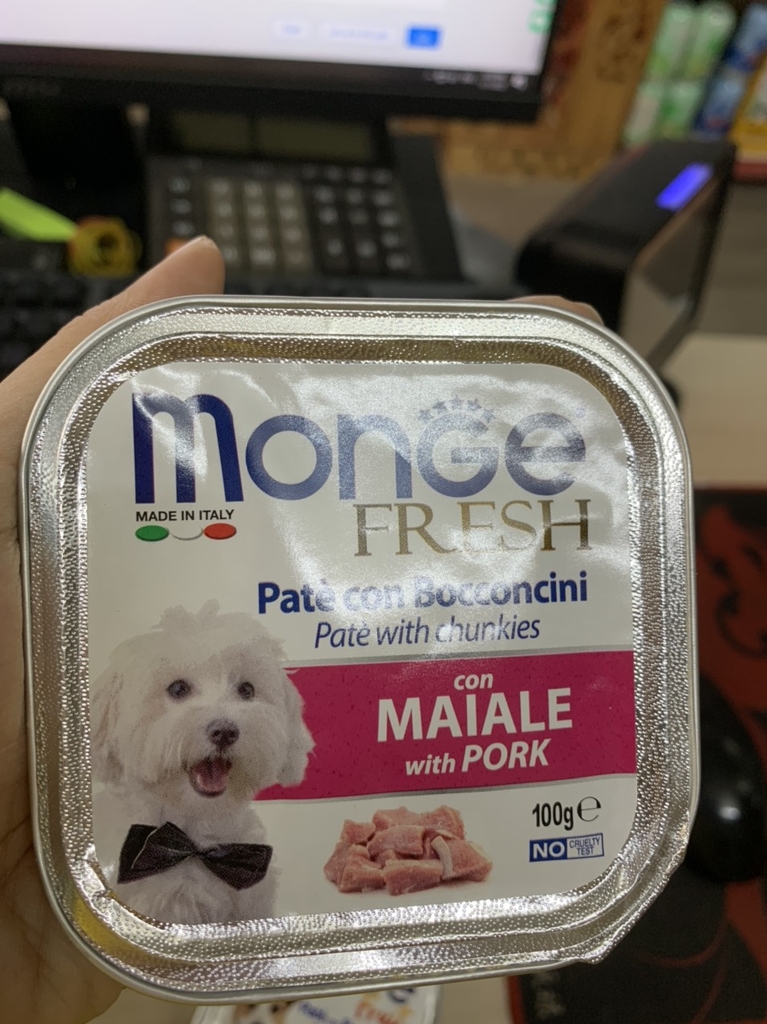 monGe
MADE IN ITALY
FRESH
Patè con Bocconcini
Patè with chunkies
con
MAIALE
with PORK
100g℮
NO CRUELTY
TEST